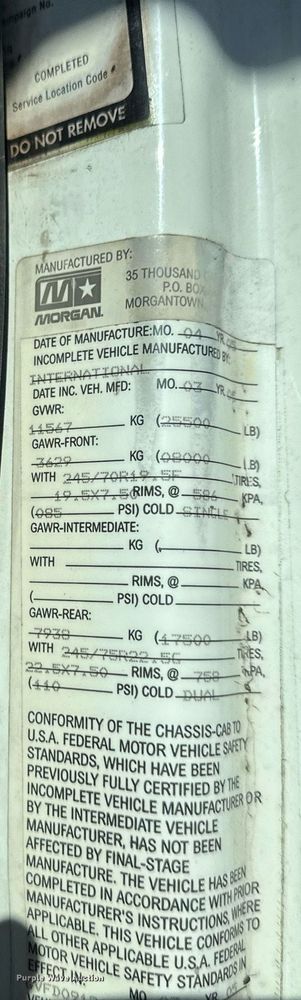 mpaign No.
COMPLETED
Service Location Code #
DO NOT REMOVE
MANUFACTURED BY:
35 THOUSAND
P.O. BOX
MORGANTOWN
MORGAN.
DATE OF MANUFACTURE:MO. 04 YR.
INCOMPLETE VEHICLE MANUFACTURED BY:
INTERNATIONAL
DATE INC. VEH. MFD: MO. 03 YR.
GVWR:
11567 KG (25500 LB)
GAWR-FRONT:
3629 KG (08000 LB)
WITH 245/70R19.5F TIRES,
19.5X7.50 RIMS, @ 586 KPA,
(085 PSI) COLD SINGLE
GAWR-INTERMEDIATE:
KG ( LB)
WITH TIRES,
RIMS, @ KPA,
( PSI) COLD
GAWR-REAR:
7938 KG (17500 LB)
WITH 245/75R22.5G TIRES,
22.5X7.50 RIMS, @ 758 KPA,
(110 PSI) COLD DUAL
CONFORMITY OF THE CHASSIS-CAB TO
U.S.A. FEDERAL MOTOR VEHICLE SAFETY
STANDARDS, WHICH HAVE BEEN
PREVIOUSLY FULLY CERTIFIED BY THE
INCOMPLETE VEHICLE MANUFACTURER OR
BY THE INTERMEDIATE VEHICLE
MANUFACTURER, HAS NOT BEEN
AFFECTED BY FINAL-STAGE
MANUFACTURE. THE VEHICLE HAS BEEN
COMPLETED IN ACCORDANCE WITH PRIOR
MANUFACTURER'S INSTRUCTIONS, WHERE
APPLICABLE. THIS VEHICLE CONFORMS TO
ALL OTHER APPLICABLE U.S.A. FEDERAL
MOTOR VEHICLE SAFETY STANDARDS IN
EFFECT
MO.